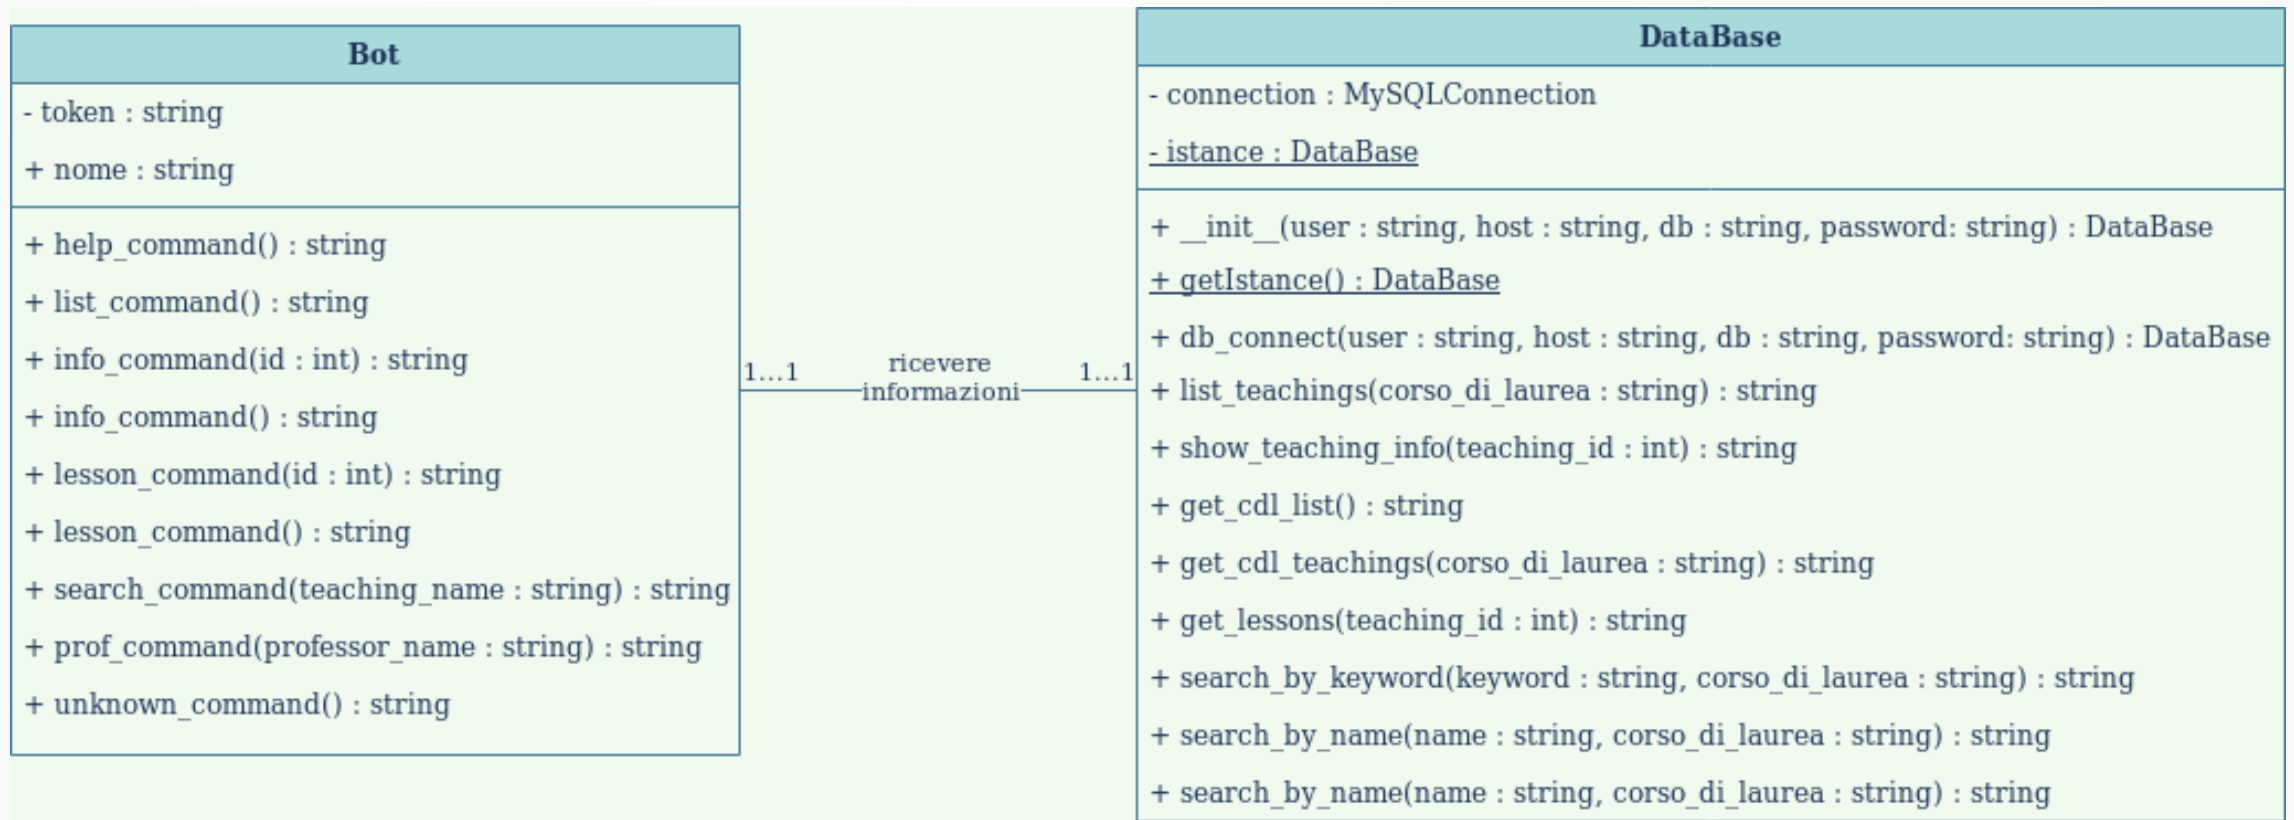 Bot
- token : string
+ nome : string
+ help_command() : string
+ list_command() : string
+ info_command(id : int) : string
+ info_command() : string
+ lesson_command(id : int) : string
+ lesson_command() : string
+ search_command(teaching_name : string) : string
+ prof_command(professor_name : string) : string
+ unknown_command() : string
1...1
ricevere
informazioni
1...1
DataBase
- connection : MySQLConnection
- istance : DataBase
+ __init__(user : string, host : string, db : string, password: string) : DataBase
+ getIstance() : DataBase
+ db_connect(user : string, host : string, db : string, password: string) : DataBase
+ list_teachings(corso_di_laurea : string) : string
+ show_teaching_info(teaching_id : int) : string
+ get_cdl_list() : string
+ get_cdl_teachings(corso_di_laurea : string) : string
+ get_lessons(teaching_id : int) : string
+ search_by_keyword(keyword : string, corso_di_laurea : string) : string
+ search_by_name(name : string, corso_di_laurea : string) : string
+ search_by_name(name : string, corso_di_laurea : string) : string